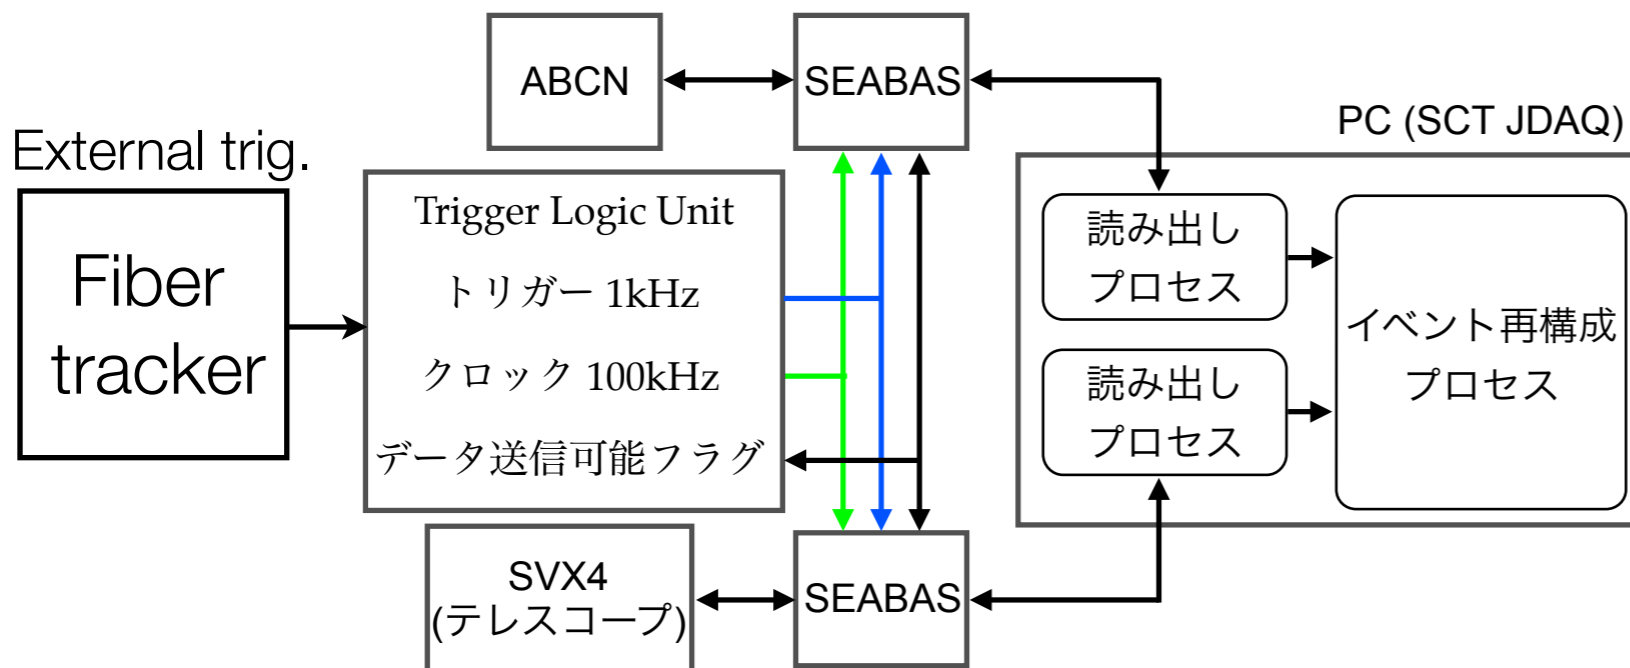 ABCN
SEABAS
PC (SCT JDAQ)
External trig.
Fiber
tracker
Trigger Logic Unit
トリガー 1kHz
クロック 100kHz
データ送信可能フラグ
読み出し
プロセス
読み出し
プロセス
イベント再構成
プロセス
SVX4
(テレスコープ)
SEABAS